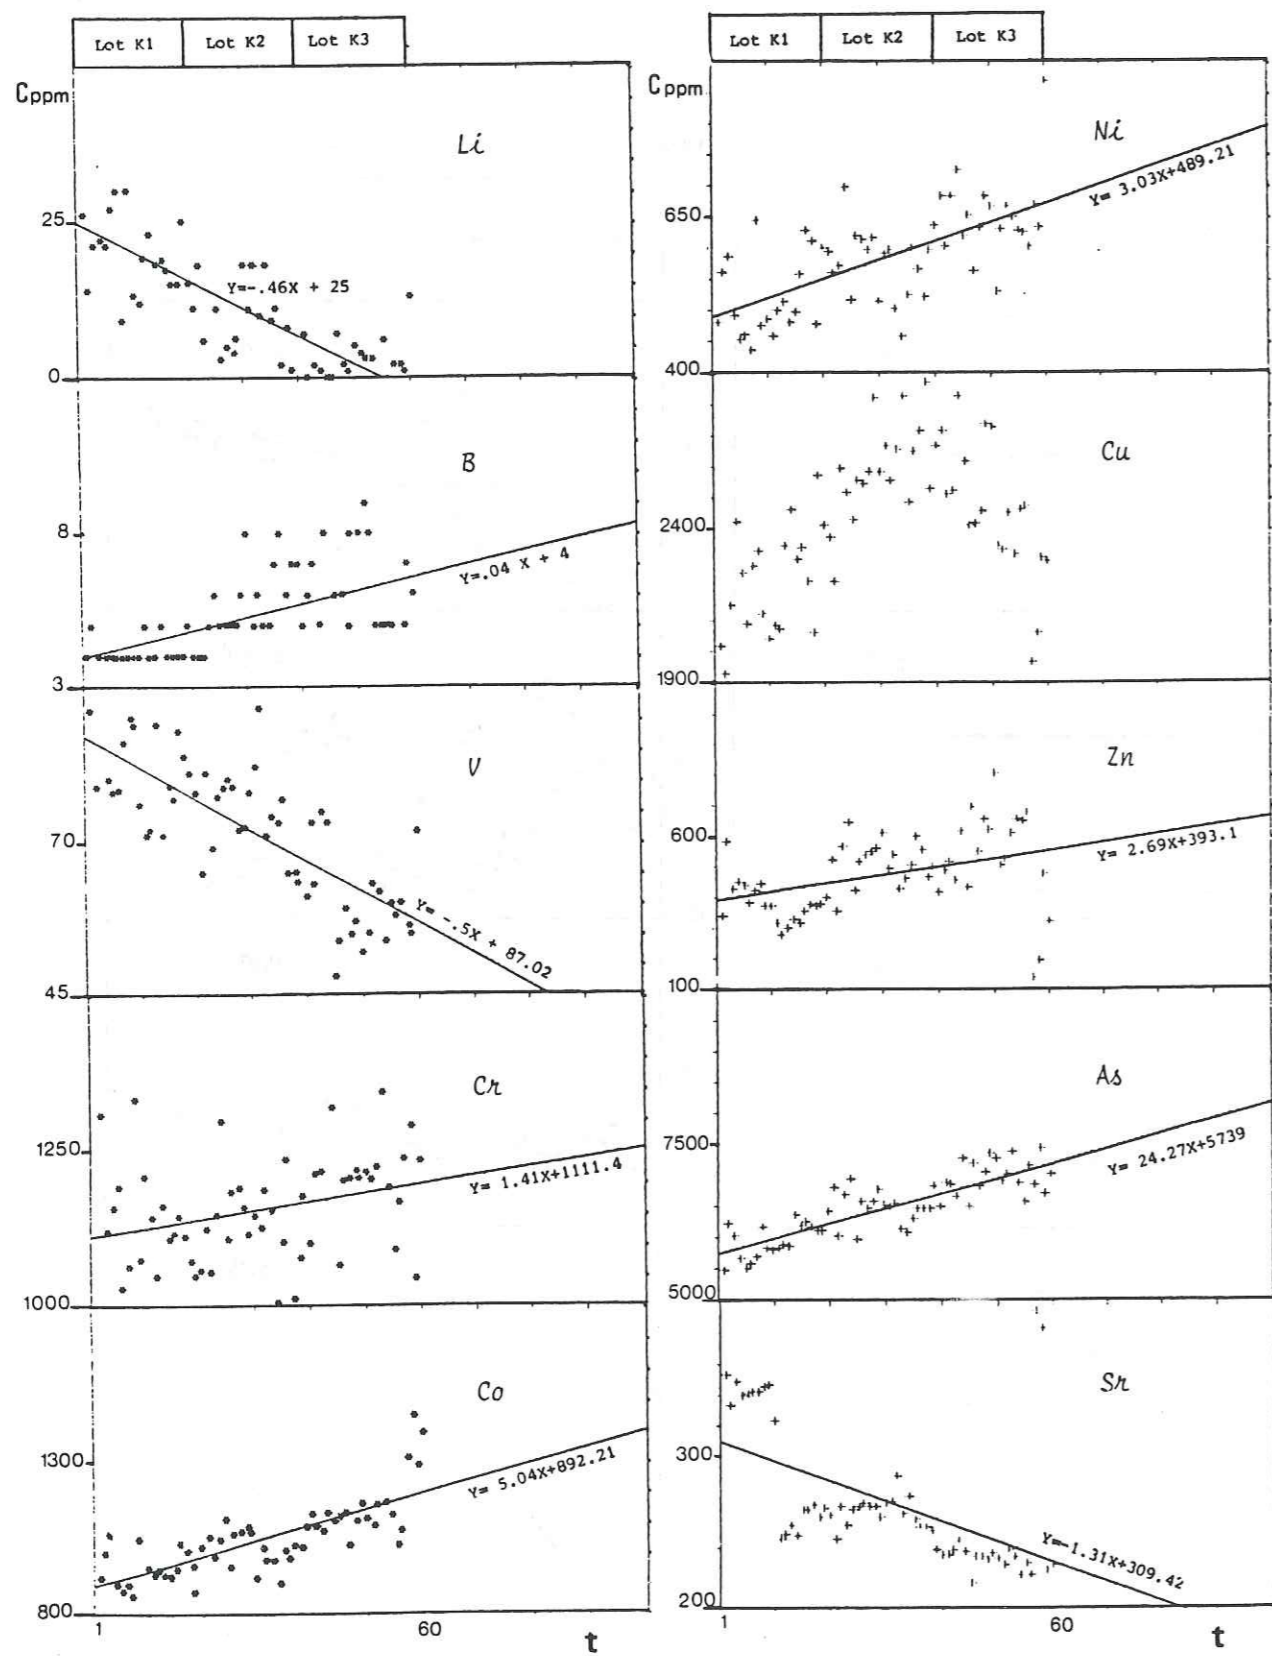 Lot K1 Lot K2 Lot K3
Cppm
Li
25
Y=-.46X + 25
0
B
8
Y=.04 X + 4
3
V
70
Y= -.5X + 87.02
45
Cr
1250
Y= 1.41X+1111.4
1000
Co
1300
Y= 5.04X+892.21
800
1 60 t
Lot K1 Lot K2 Lot K3
Cppm
Ni
650
Y= 3.03X+489.21
400
Cu
2400
1900
Zn
600
Y= 2.69X+393.1
100
As
7500
Y= 24.27X+5739
5000
Sr
300
Y=-1.31X+309.42
200
1 60 t